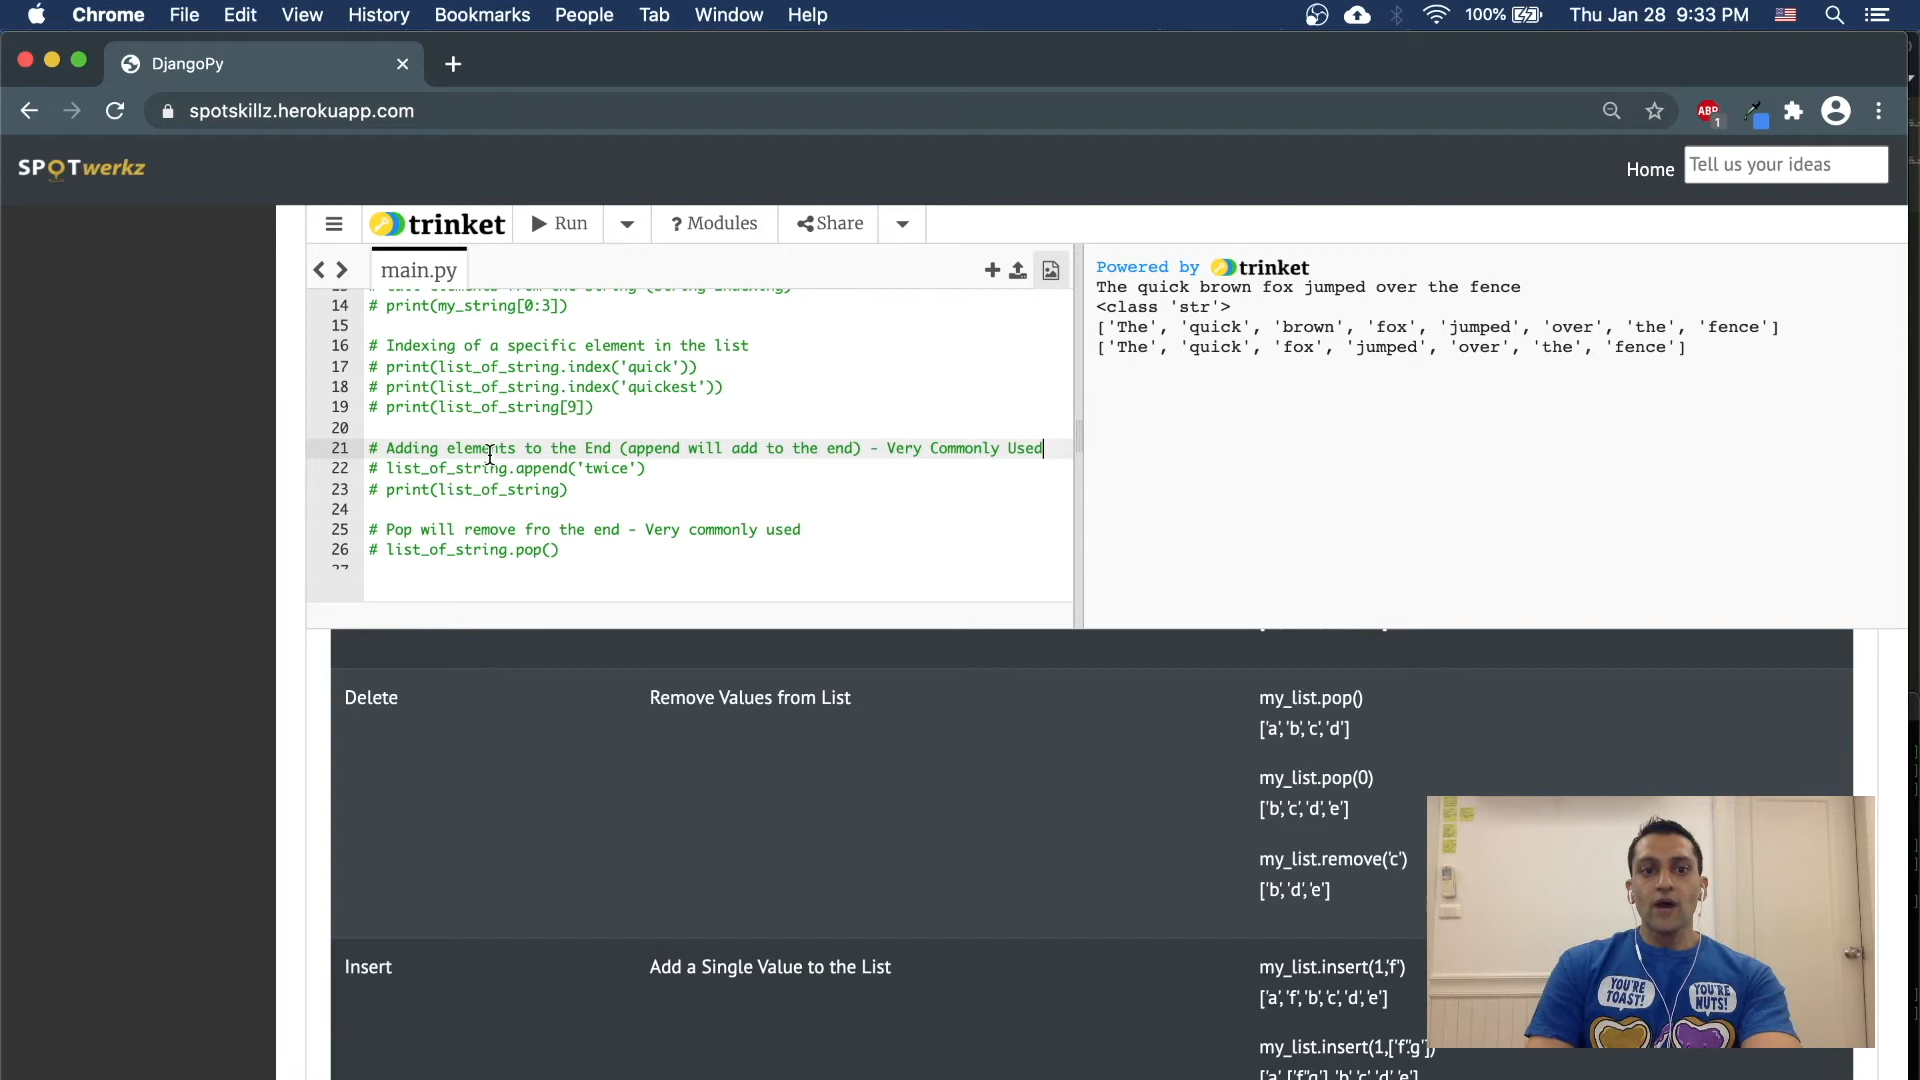 Chrome File Edit View History Bookmarks People Tab Window Help
100% Thu Jan 28 9:33 PM
DjangoPy
spotskillz.herokuapp.com
ABP
1
SPOTwerkz
Home
Tell us your ideas
trinket
Run
? Modules
Share
main.py
14 # print(my_string[0:3])
15
16 # Indexing of a specific element in the list
17 # print(list_of_string.index('quick'))
18 # print(list_of_string.index('quickest'))
19 # print(list_of_string[9])
20
21 # Adding elements to the End (append will add to the end) - Very Commonly Used
22 # list_of_string.append('twice')
23 # print(list_of_string)
24
25 # Pop will remove fro the end - Very commonly used
26 # list_of_string.pop()
Powered by trinket
The quick brown fox jumped over the fence
<class 'str'>
['The', 'quick', 'brown', 'fox', 'jumped', 'over', 'the', 'fence']
['The', 'quick', 'fox', 'jumped', 'over', 'the', 'fence']
Delete
Remove Values from List
my_list.pop()
['a','b','c','d']
my_list.pop(0)
['b','c','d','e']
my_list.remove('c')
['b','d','e']
Insert
Add a Single Value to the List
my_list.insert(1,'f')
['a','f','b','c','d','e']
my_list.insert(1,['f''g'])
['a',['f''g'],'b','c','d','e']
YOU'RE TOAST!
YOU'RE NUTS!